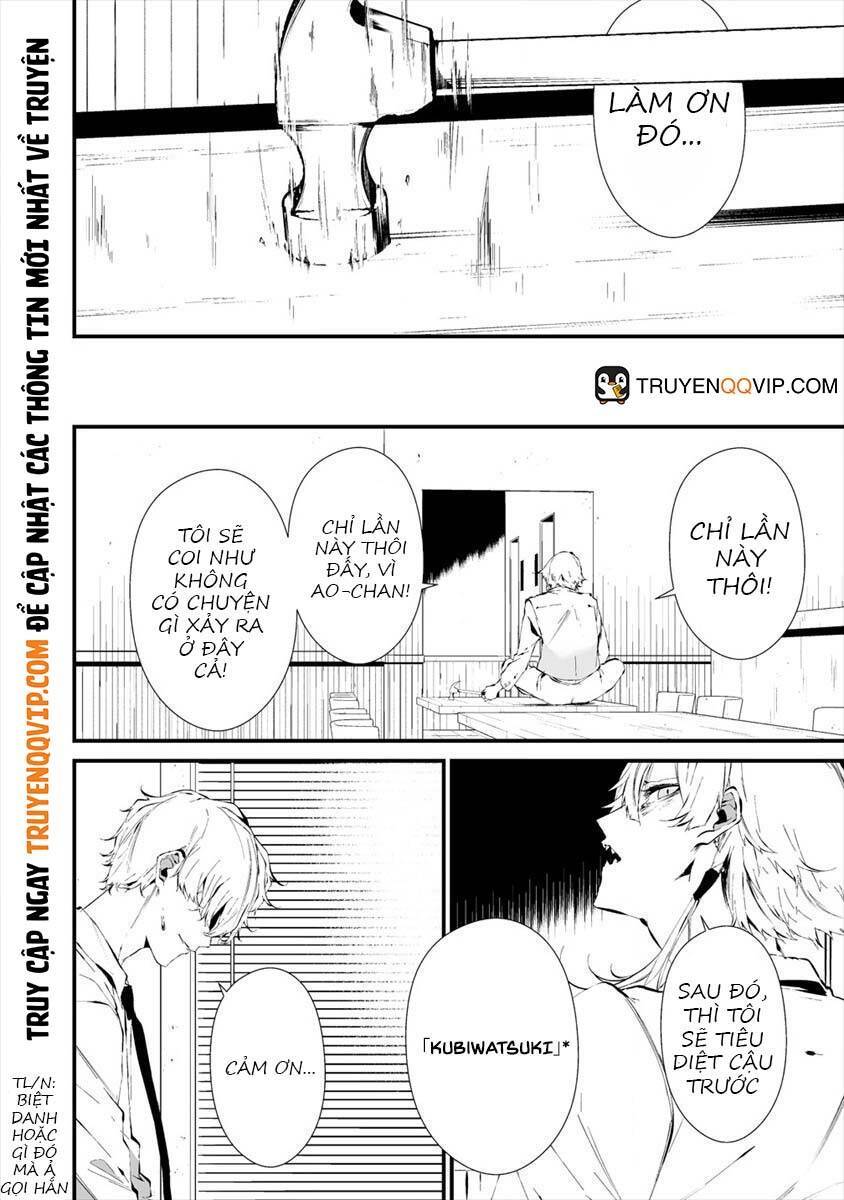 LÀM ƠN
ĐÓ...
TRUYENQQVIP.COM
CHỈ LẦN
NÀY
THÔI!
CHỈ LẦN
NÀY THÔI
ĐẤY, VÌ
AO-CHAN!
TÔI SẼ
COI NHƯ
KHÔNG
CÓ CHUYỆN
GÌ XẢY RA
Ở ĐÂY
CẢ!
SAU ĐÓ,
THÌ TÔI
SẼ TIÊU
DIỆT CẬU
TRƯỚC
「KUBIWATSUKI」*
CẢM ƠN...
TRUY CẬP NGAY TRUYENQQVIP.COM ĐỂ CẬP NHẬT CÁC THÔNG TIN MỚI NHẤT VỀ TRUYỆN
TL/N:
BIỆT
DANH
HOẶC
GÌ ĐÓ
MÀ Ả
GỌI HẮN